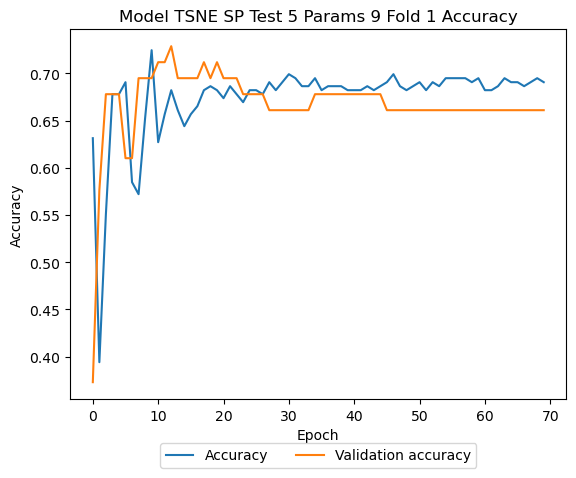 Model TSNE SP Test 5 Params 9 Fold 1 Accuracy
Accuracy
0.70
0.65
0.60
0.55
0.50
0.45
0.40
0 10 20 30 40 50 60 70
Epoch
Accuracy Validation accuracy